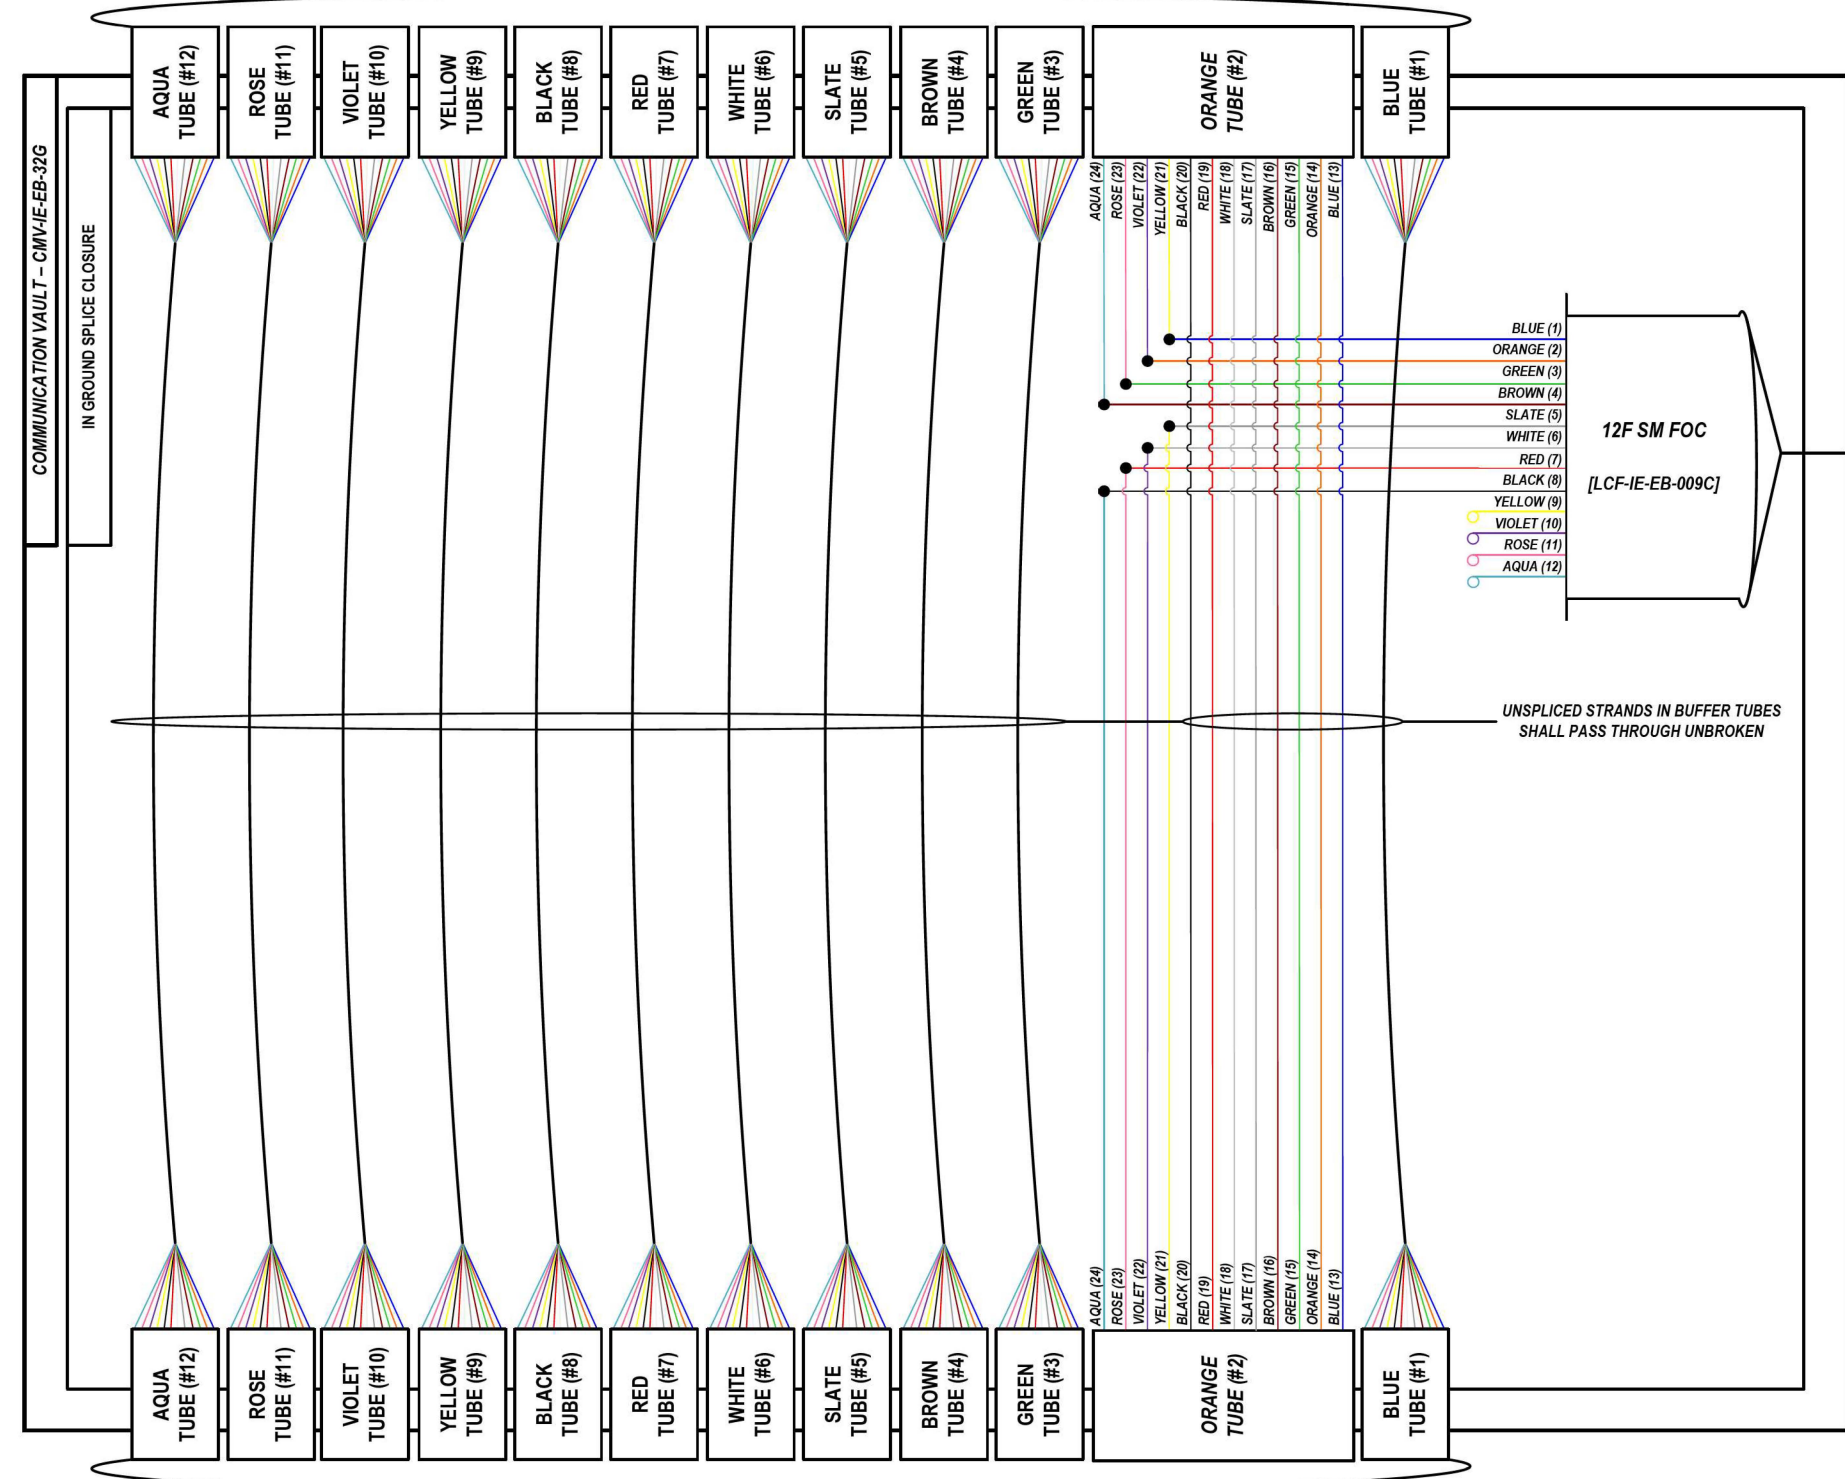 AQUA
TUBE (#12)
ROSE
TUBE (#11)
VIOLET
TUBE (#10)
YELLOW
TUBE (#9)
BLACK
TUBE (#8)
RED
TUBE (#7)
WHITE
TUBE (#6)
SLATE
TUBE (#5)
BROWN
TUBE (#4)
GREEN
TUBE (#3)
ORANGE
TUBE (#2)
BLUE
TUBE (#1)
COMMUNICATION VAULT – CMV-IE-EB-32G
IN GROUND SPLICE CLOSURE
AQUA (24)
ROSE (23)
VIOLET (22)
YELLOW (21)
BLACK (20)
RED (19)
WHITE (18)
SLATE (17)
BROWN (16)
GREEN (15)
ORANGE (14)
BLUE (13)
BLUE (1)
ORANGE (2)
GREEN (3)
BROWN (4)
SLATE (5)
WHITE (6)
RED (7)
BLACK (8)
YELLOW (9)
VIOLET (10)
ROSE (11)
AQUA (12)
12F SM FOC
[LCF-IE-EB-009C]
UNSPLICED STRANDS IN BUFFER TUBES
SHALL PASS THROUGH UNBROKEN
AQUA (24)
ROSE (23)
VIOLET (22)
YELLOW (21)
BLACK (20)
RED (19)
WHITE (18)
SLATE (17)
BROWN (16)
GREEN (15)
ORANGE (14)
BLUE (13)
AQUA
TUBE (#12)
ROSE
TUBE (#11)
VIOLET
TUBE (#10)
YELLOW
TUBE (#9)
BLACK
TUBE (#8)
RED
TUBE (#7)
WHITE
TUBE (#6)
SLATE
TUBE (#5)
BROWN
TUBE (#4)
GREEN
TUBE (#3)
ORANGE
TUBE (#2)
BLUE
TUBE (#1)